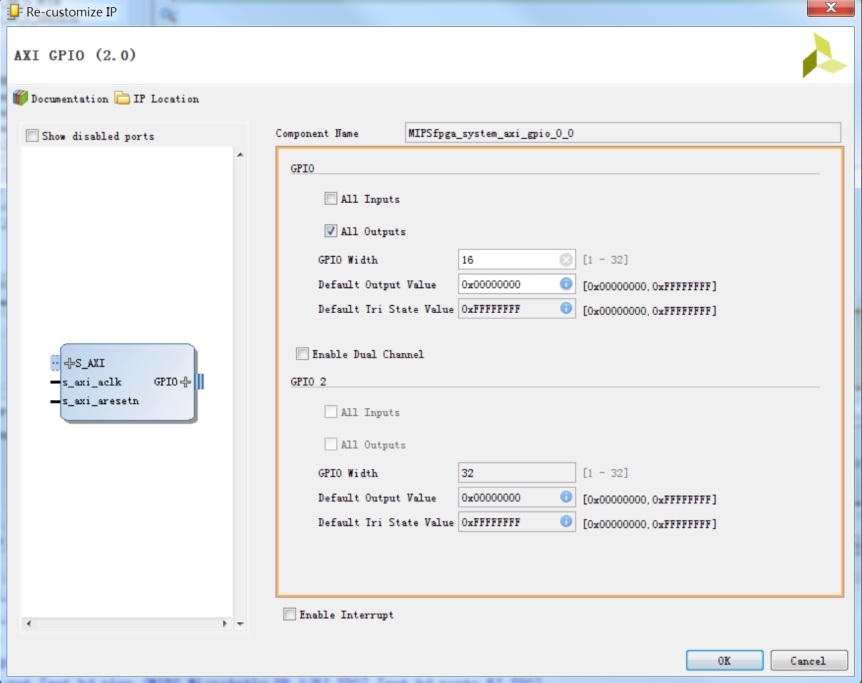 Re-customize IP
AXI GPIO (2.0)
Documentation IP Location
Show disabled ports
Component Name MIPSfpga_system_axi_gpio_0_0
GPIO
All Inputs
All Outputs
GPIO Width 16 [1 - 32]
Default Output Value 0x00000000 [0x00000000,0xFFFFFFFF]
Default Tri State Value 0xFFFFFFFF [0x00000000,0xFFFFFFFF]
Enable Dual Channel
GPIO 2
All Inputs
All Outputs
GPIO Width 32 [1 - 32]
Default Output Value 0x00000000 [0x00000000,0xFFFFFFFF]
Default Tri State Value 0xFFFFFFFF [0x00000000,0xFFFFFFFF]
S_AXI
s_axi_aclk GPIO
s_axi_aresetn
Enable Interrupt
OK Cancel